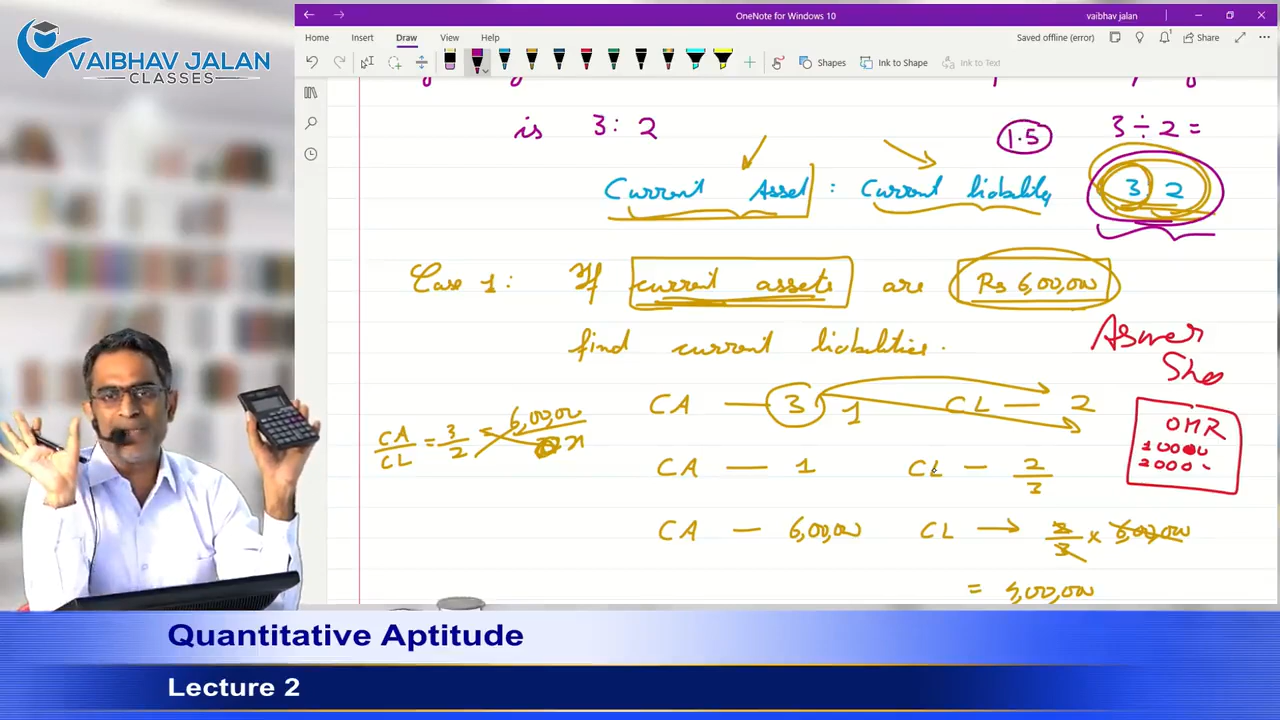 VAIBHAV JALAN
CLASSES
OneNote for Windows 10
vaibhav jalan
Home Insert Draw View Help
Saved offline (error)
Share
Shapes
Ink to Shape
Ink to Text
is 3 : 2
1.5
3 ÷ 2 =
Current Asset : Current liability
3 2
Case 1: If current assets are Rs 6,00,000
find current liabilities.
Answer
She
CA — 3 1 CL — 2
CA/CL = 3/2 = 6,00,000/x
OMR
10000
2000
CA — 1 CL — 2/3
CA — 6,00,000 CL → 2/3 × 6,00,000
= 4,00,000
Quantitative Aptitude
Lecture 2